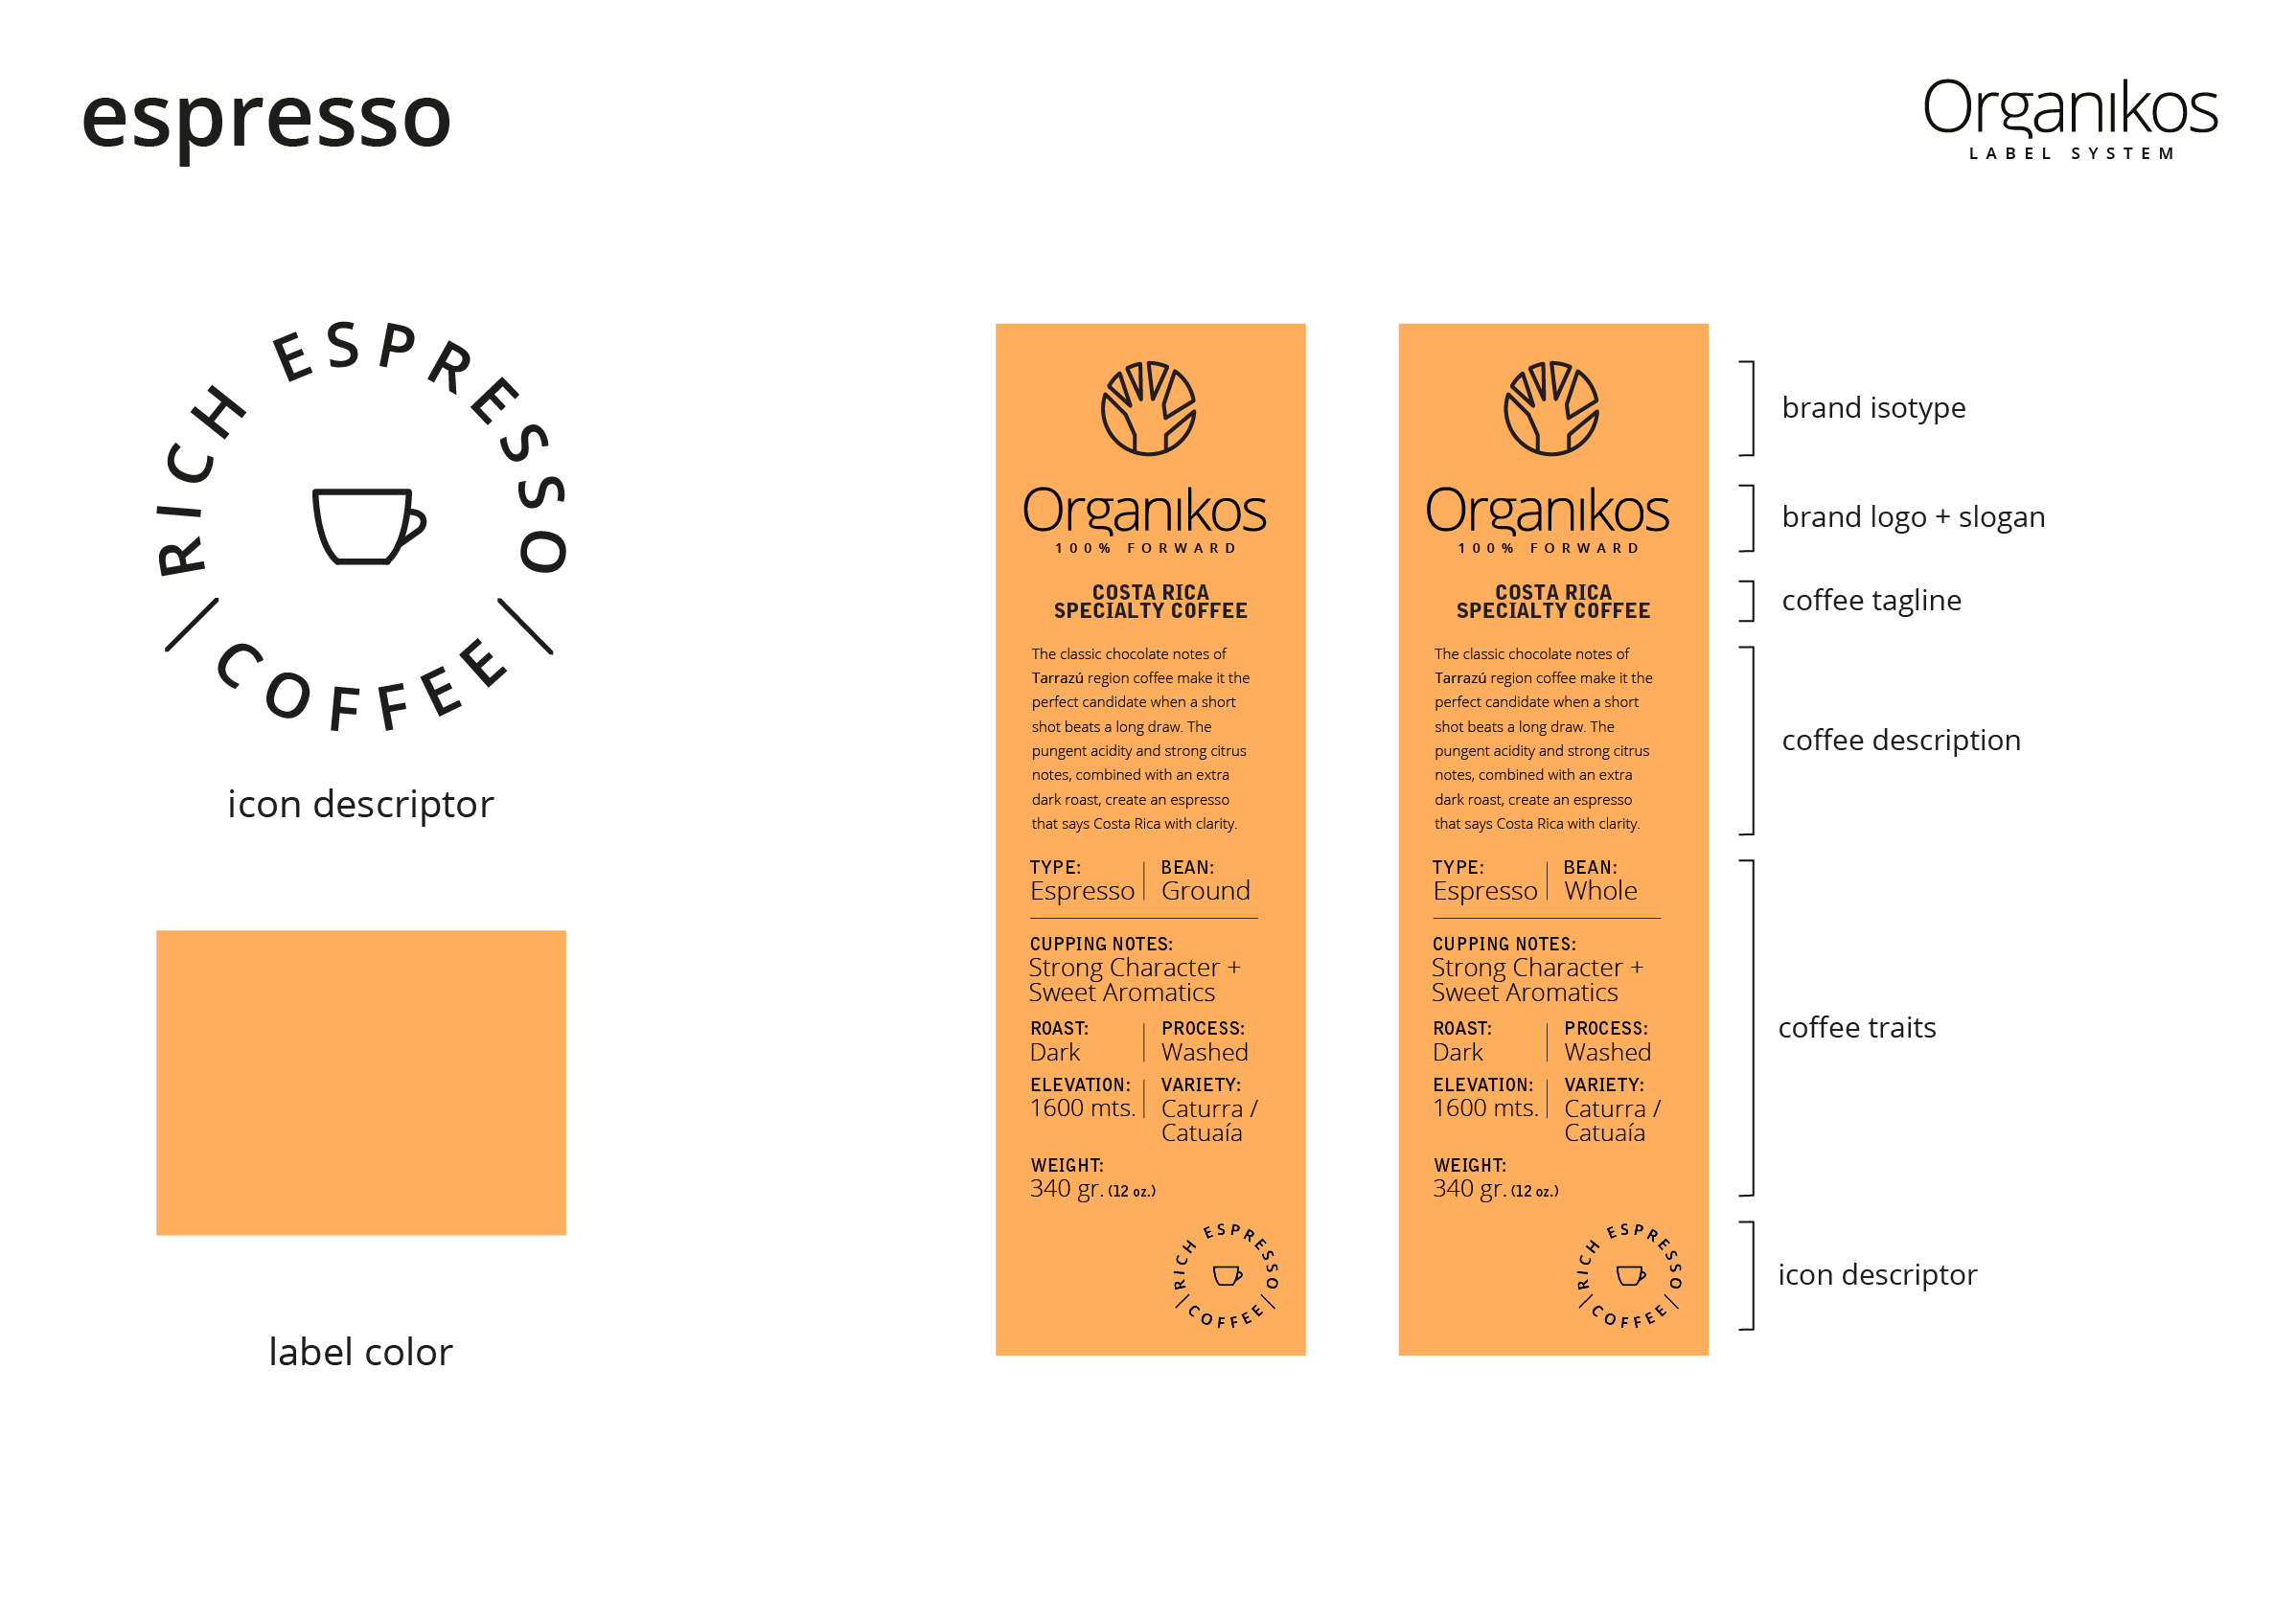 espresso
Organikos
LABEL SYSTEM
RICH ESPRESSO
COFFEE
icon descriptor
label color
Organikos
100% FORWARD
COSTA RICA
SPECIALTY COFFEE
The classic chocolate notes of
Tarrazú region coffee make it the
perfect candidate when a short
shot beats a long draw. The
pungent acidity and strong citrus
notes, combined with an extra
dark roast, create an espresso
that says Costa Rica with clarity.
TYPE: BEAN:
Espresso Ground
CUPPING NOTES:
Strong Character +
Sweet Aromatics
ROAST: PROCESS:
Dark Washed
ELEVATION: VARIETY:
1600 mts. Caturra /
Catuaía
WEIGHT:
340 gr. (12 oz.)
RICH ESPRESSO
COFFEE
Organikos
100% FORWARD
COSTA RICA
SPECIALTY COFFEE
The classic chocolate notes of
Tarrazú region coffee make it the
perfect candidate when a short
shot beats a long draw. The
pungent acidity and strong citrus
notes, combined with an extra
dark roast, create an espresso
that says Costa Rica with clarity.
TYPE: BEAN:
Espresso Whole
CUPPING NOTES:
Strong Character +
Sweet Aromatics
ROAST: PROCESS:
Dark Washed
ELEVATION: VARIETY:
1600 mts. Caturra /
Catuaía
WEIGHT:
340 gr. (12 oz.)
RICH ESPRESSO
COFFEE
brand isotype
brand logo + slogan
coffee tagline
coffee description
coffee traits
icon descriptor